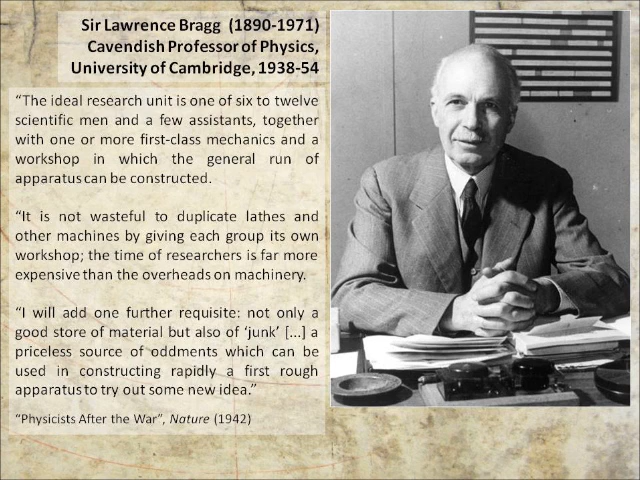 Sir Lawrence Bragg (1890-1971)
Cavendish Professor of Physics,
University of Cambridge, 1938-54
“The ideal research unit is one of six to twelve
scientific men and a few assistants, together
with one or more first-class mechanics and a
workshop in which the general run of
apparatus can be constructed.
“It is not wasteful to duplicate lathes and
other machines by giving each group its own
workshop; the time of researchers is far more
expensive than the overheads on machinery.
“I will add one further requisite: not only a
good store of material but also of ‘junk’ [...] a
priceless source of oddments which can be
used in constructing rapidly a first rough
apparatus to try out some new idea.”
“Physicists After the War”, Nature (1942)